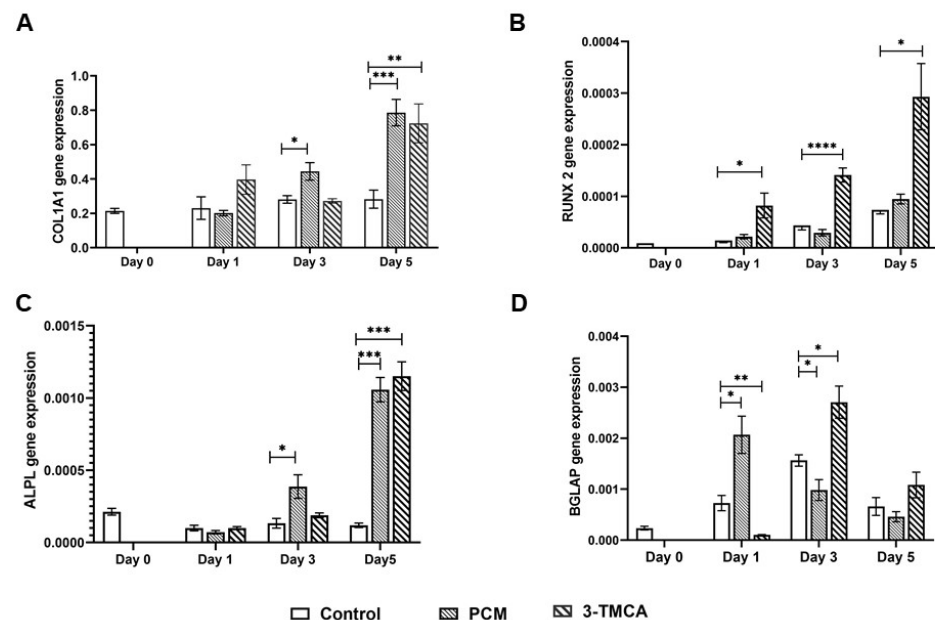 A
COL1A1 gene expression
1.0
0.8
0.6
0.4
0.2
0.0
*
***
**
Day 0 Day 1 Day 3 Day 5
B
RUNX 2 gene expression
0.0004
0.0003
0.0002
0.0001
0.0000
*
****
*
Day 0 Day 1 Day 3 Day 5
C
ALPL gene expression
0.0015
0.0010
0.0005
0.0000
*
***
***
Day 0 Day 1 Day 3 Day5
D
BGLAP gene expression
0.004
0.003
0.002
0.001
0.000
**
*
*
*
Day 0 Day 1 Day 3 Day 5
Control PCM 3-TMCA